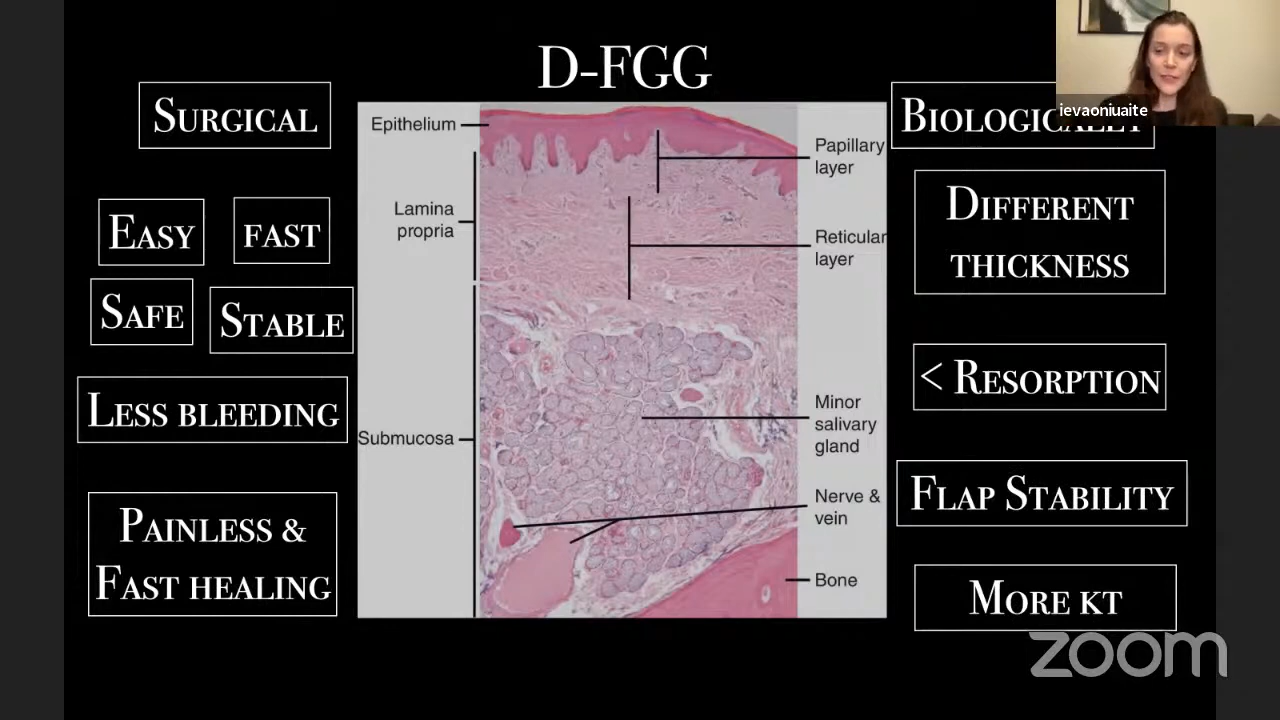 D-FGG
Surgical
Easy
fast
Safe
Stable
Less bleeding
Painless &
Fast healing
Epithelium
Lamina
propria
Submucosa
Papillary
layer
Reticular
layer
Minor
salivary
gland
Nerve &
vein
Bone
Biologically
ievaoniuaite
Different
thickness
< Resorption
Flap Stability
More kt
zoom